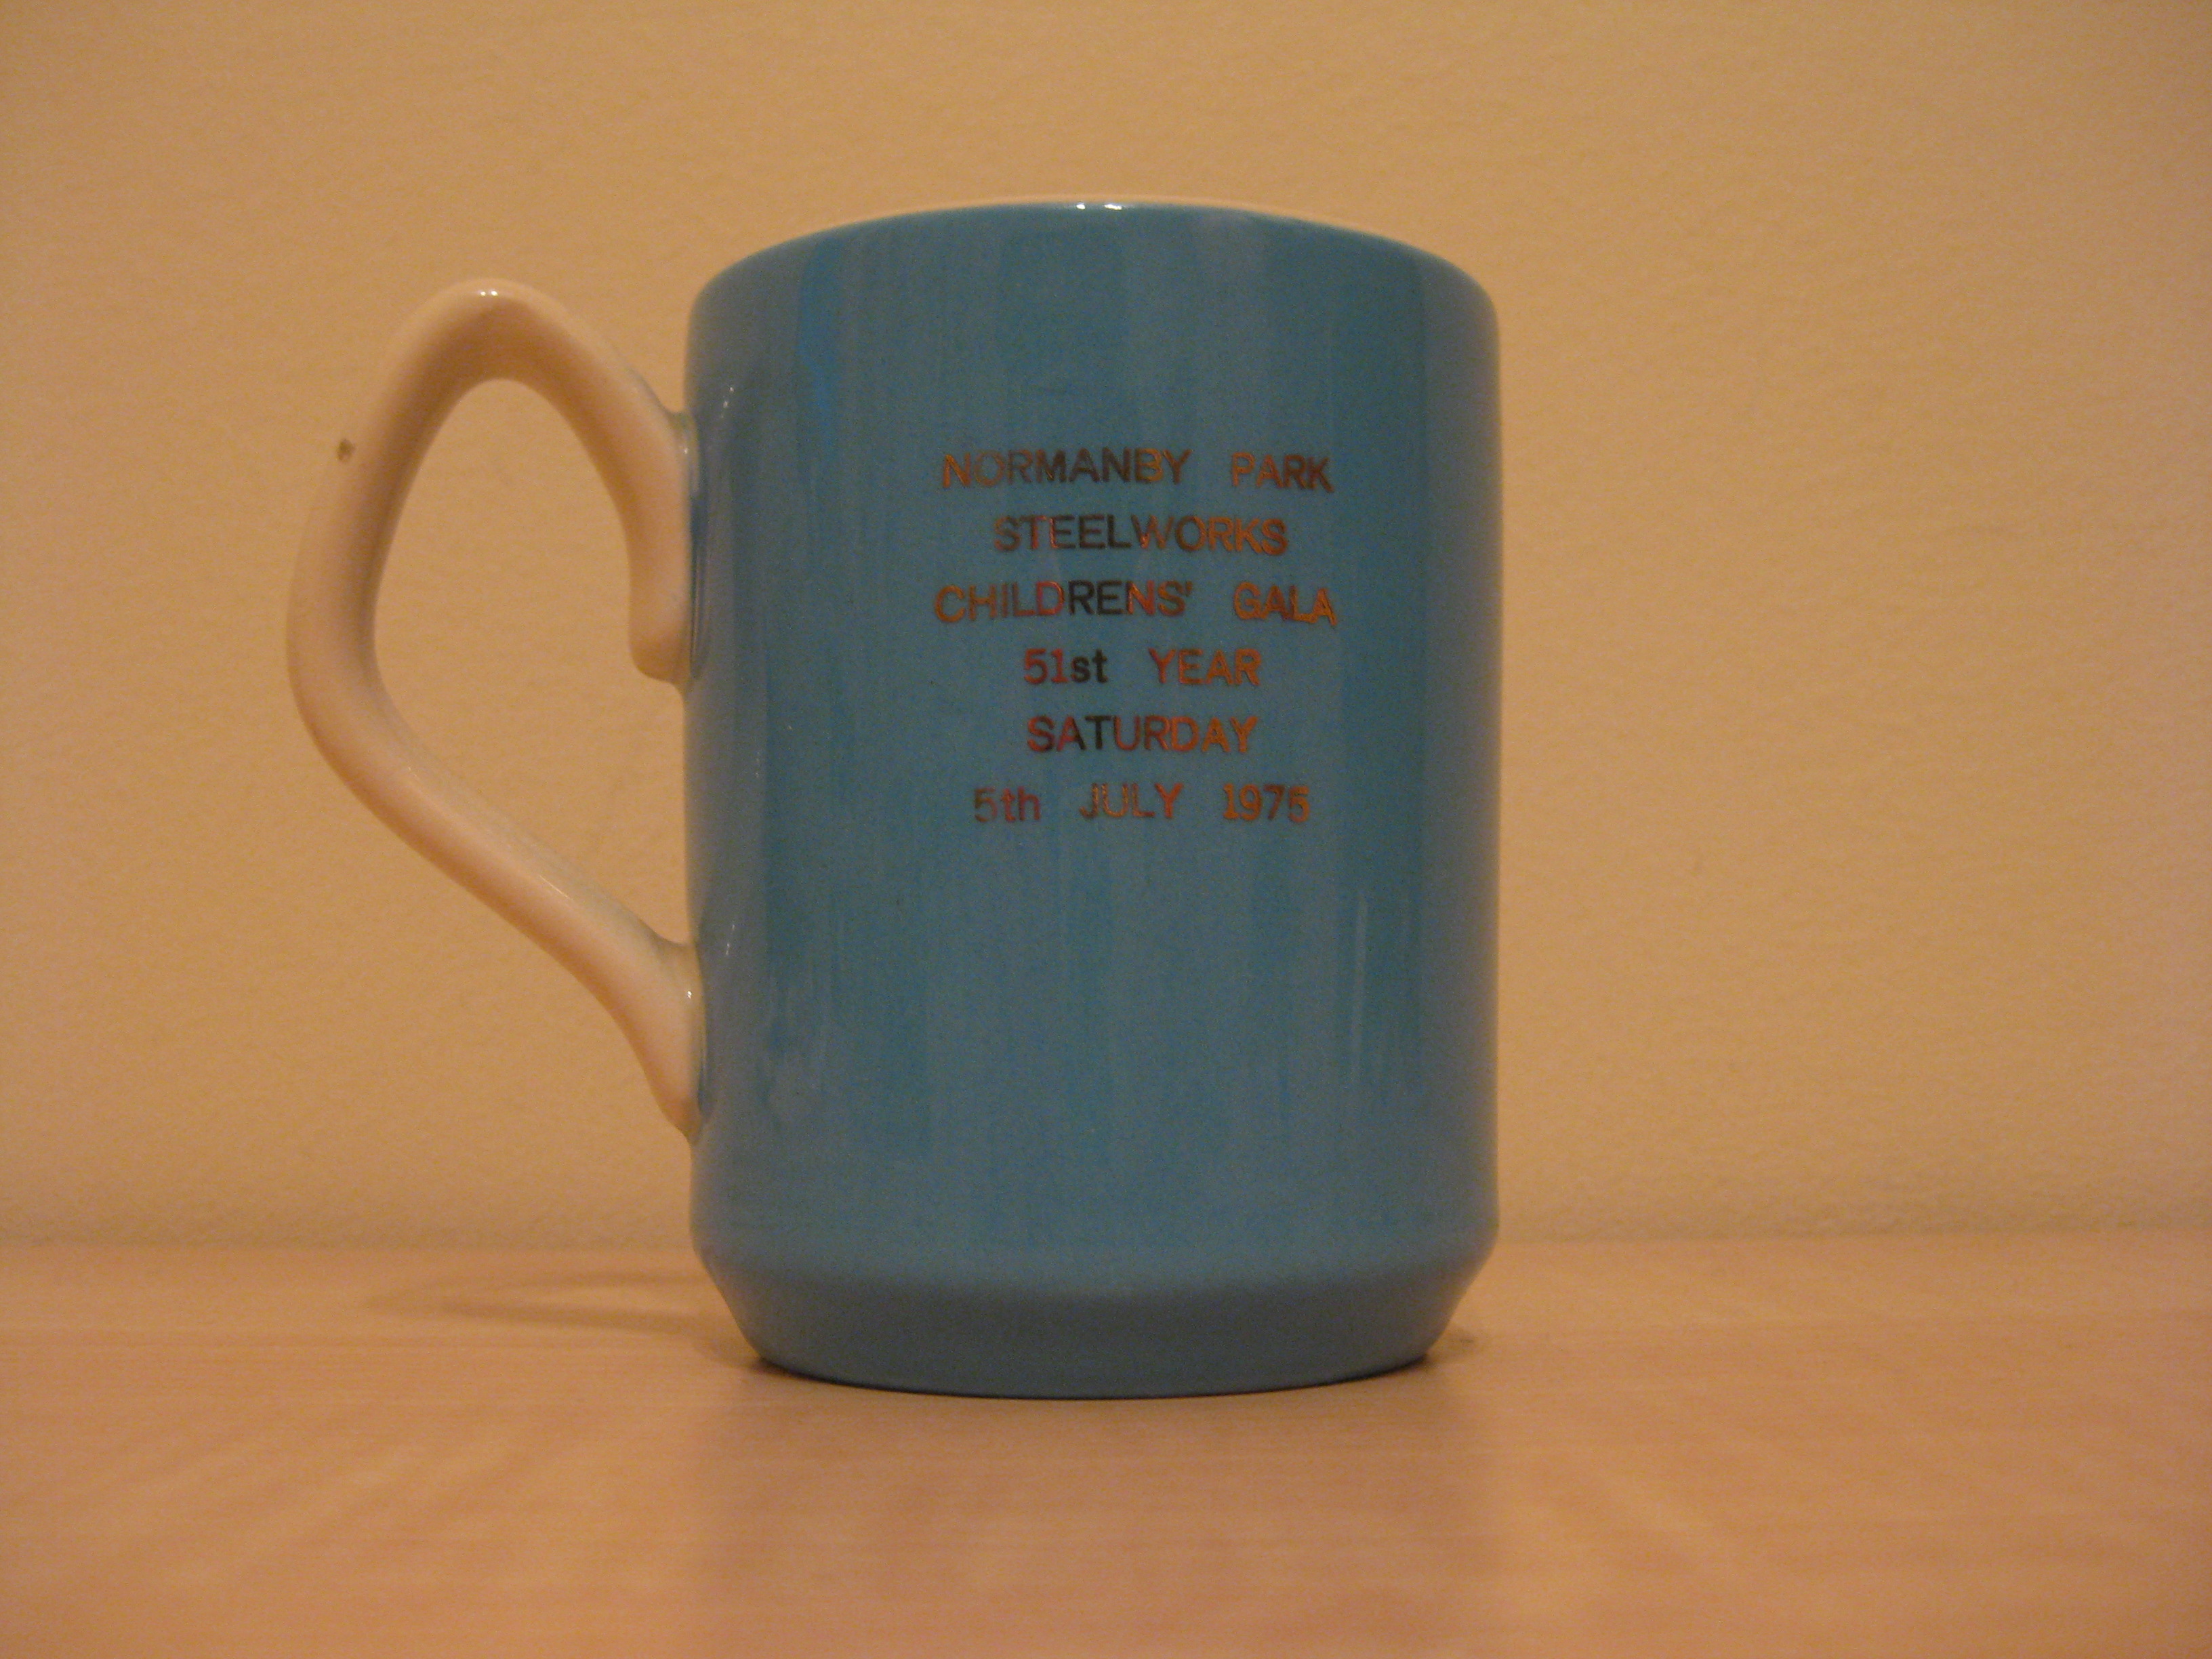 NORMANBY PARK
STEELWORKS
CHILDRENS' GALA
51st YEAR
SATURDAY
5th JULY 1975